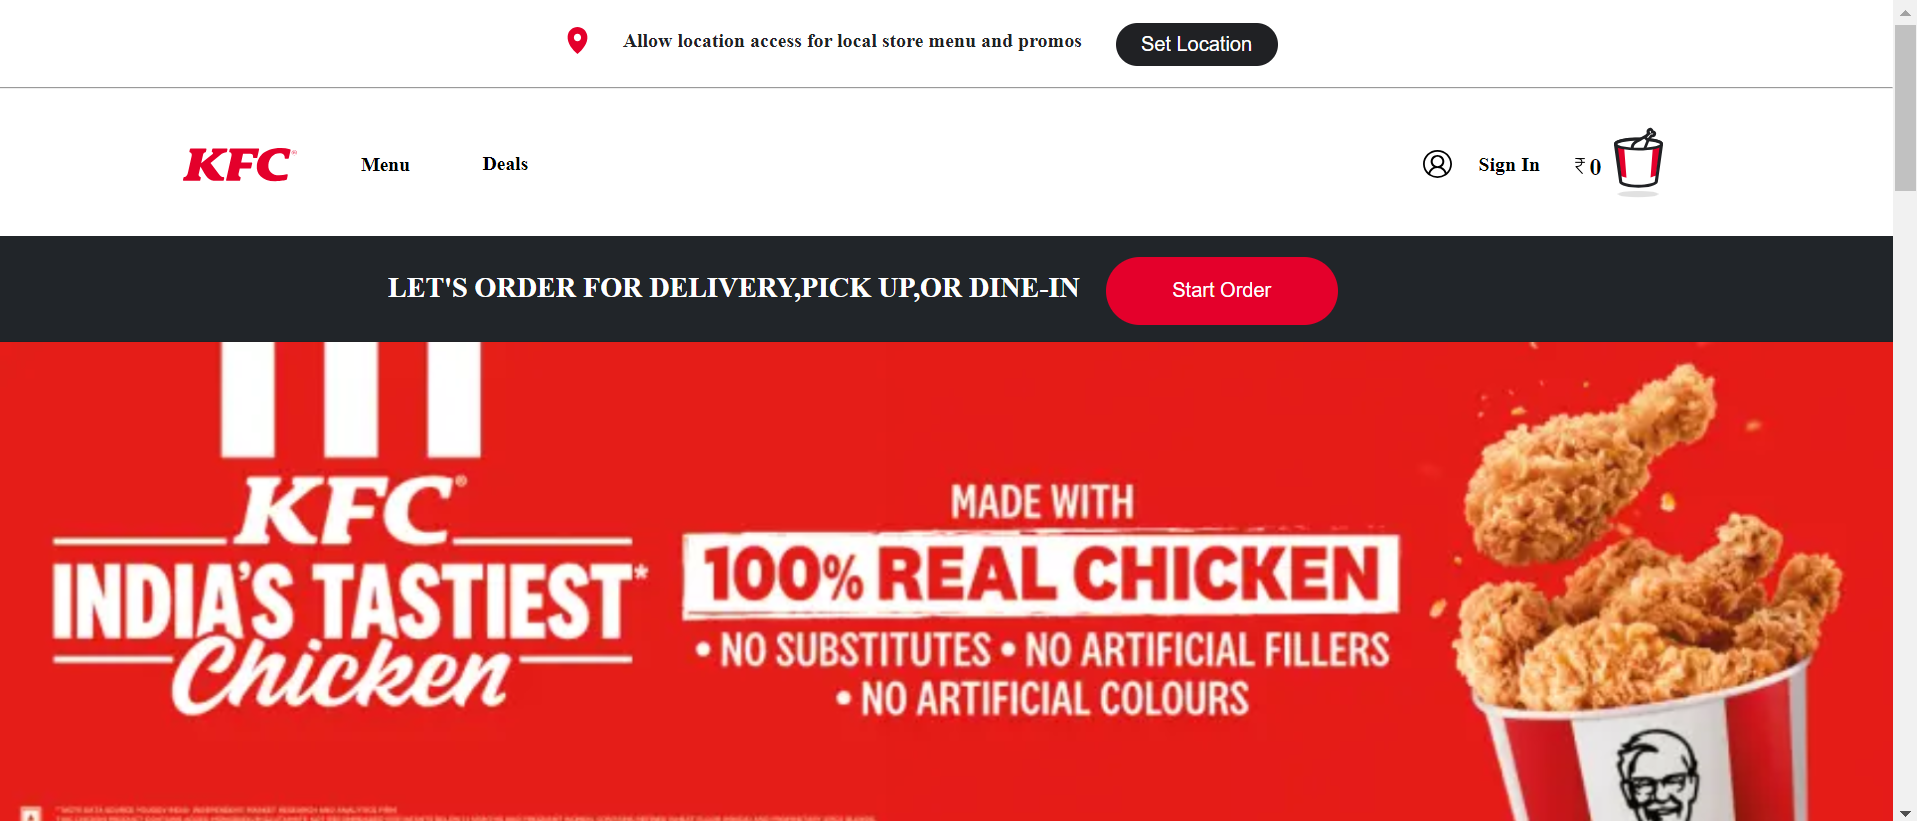 Allow location access for local store menu and promos
Set Location
KFC
Menu
Deals
Sign In
₹ 0
LET'S ORDER FOR DELIVERY,PICK UP,OR DINE-IN
Start Order
KFC®
INDIA'S TASTIEST*
Chicken
MADE WITH
100% REAL CHICKEN
• NO SUBSTITUTES • NO ARTIFICIAL FILLERS
• NO ARTIFICIAL COLOURS